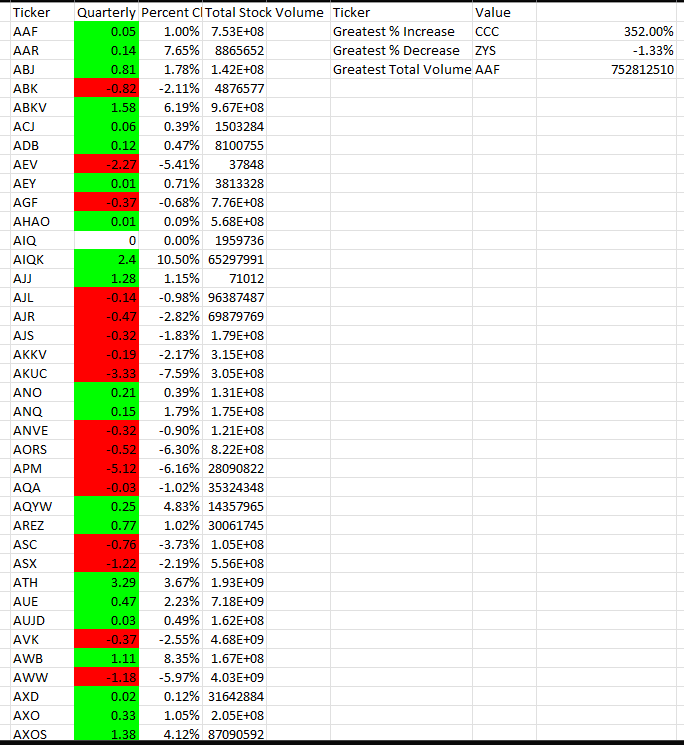 Ticker Quarterly Percent Cl Total Stock Volume Ticker Value
AAF 0.05 1.00% 7.53E+08 Greatest % Increase CCC 352.00%
AAR 0.14 7.65% 8865652 Greatest % Decrease ZYS -1.33%
ABJ 0.81 1.78% 1.42E+08 Greatest Total Volume AAF 752812510
ABK -0.82 -2.11% 4876577
ABKV 1.58 6.19% 9.67E+08
ACJ 0.06 0.39% 1503284
ADB 0.12 0.47% 8100755
AEV -2.27 -5.41% 37848
AEY 0.01 0.71% 3813328
AGF -0.37 -0.68% 7.76E+08
AHAO 0.01 0.09% 5.68E+08
AIQ 0 0.00% 1959736
AIQK 2.4 10.50% 65297991
AJJ 1.28 1.15% 71012
AJL -0.14 -0.98% 96387487
AJR -0.47 -2.82% 69879769
AJS -0.32 -1.83% 1.79E+08
AKKV -0.19 -2.17% 3.15E+08
AKUC -3.33 -7.59% 3.05E+08
ANO 0.21 0.39% 1.31E+08
ANQ 0.15 1.79% 1.75E+08
ANVE -0.32 -0.90% 1.21E+08
AORS -0.52 -6.30% 8.22E+08
APM -5.12 -6.16% 28090822
AQA -0.03 -1.02% 35324348
AQYW 0.25 4.83% 14357965
AREZ 0.77 1.02% 30061745
ASC -0.76 -3.73% 1.05E+08
ASX -1.22 -2.19% 5.56E+08
ATH 3.29 3.67% 1.93E+09
AUE 0.47 2.23% 7.18E+09
AUJD 0.03 0.49% 1.62E+08
AVK -0.37 -2.55% 4.68E+09
AWB 1.11 8.35% 1.67E+08
AWW -1.18 -5.97% 4.03E+09
AXD 0.02 0.12% 31642884
AXO 0.33 1.05% 2.05E+08
AXOS 1.38 4.12% 87090592